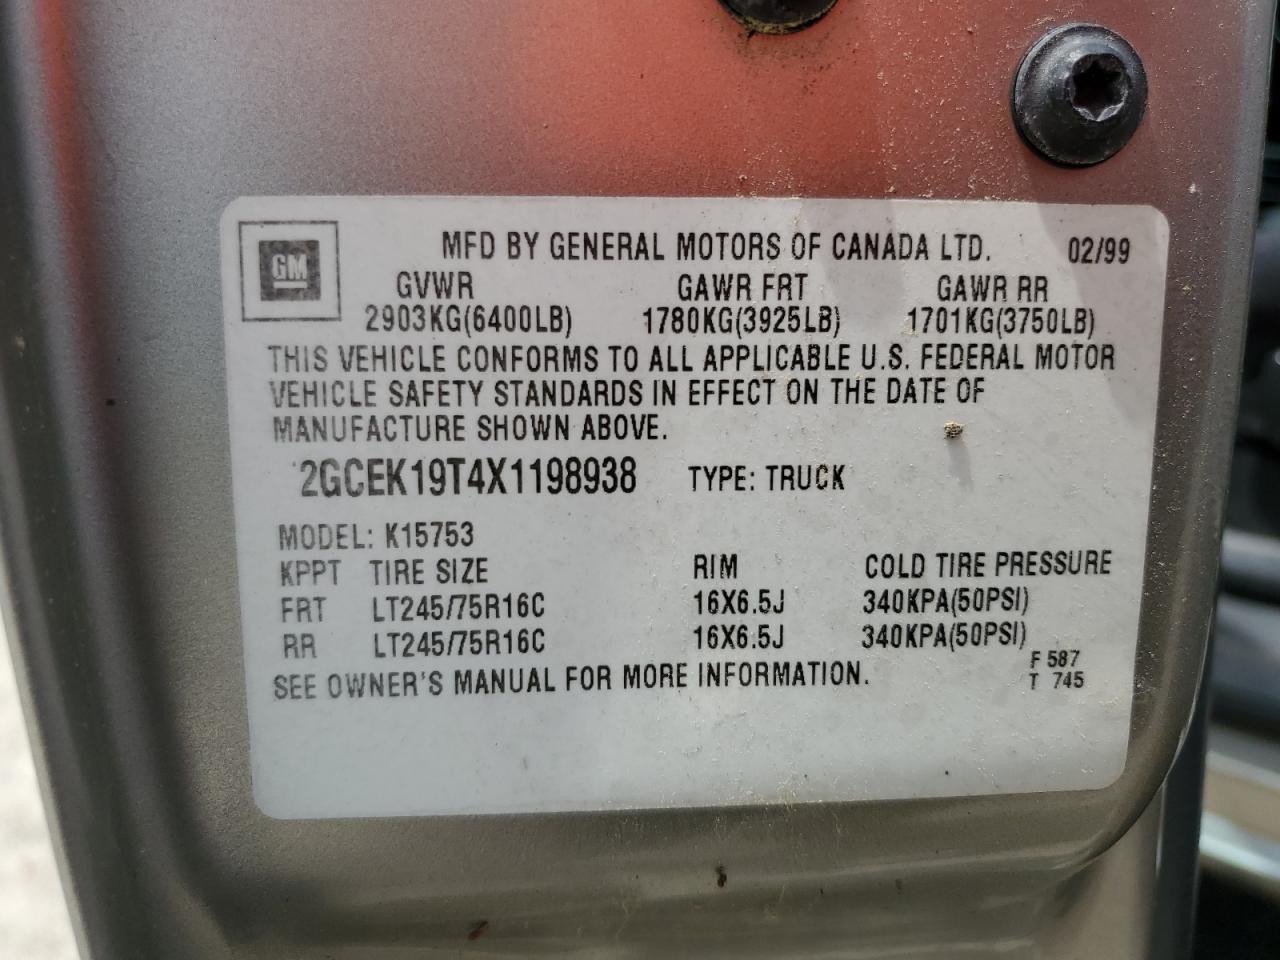 GM
MFD BY GENERAL MOTORS OF CANADA LTD. 02/99
GVWR GAWR FRT GAWR RR
2903KG(6400LB) 1780KG(3925LB) 1701KG(3750LB)
THIS VEHICLE CONFORMS TO ALL APPLICABLE U.S. FEDERAL MOTOR
VEHICLE SAFETY STANDARDS IN EFFECT ON THE DATE OF
MANUFACTURE SHOWN ABOVE.
2GCEK19T4X1198938 TYPE: TRUCK
MODEL: K15753
KPPT TIRE SIZE RIM COLD TIRE PRESSURE
FRT LT245/75R16C 16X6.5J 340KPA(50PSI)
RR LT245/75R16C 16X6.5J 340KPA(50PSI)
SEE OWNER'S MANUAL FOR MORE INFORMATION.
F 587
T 745